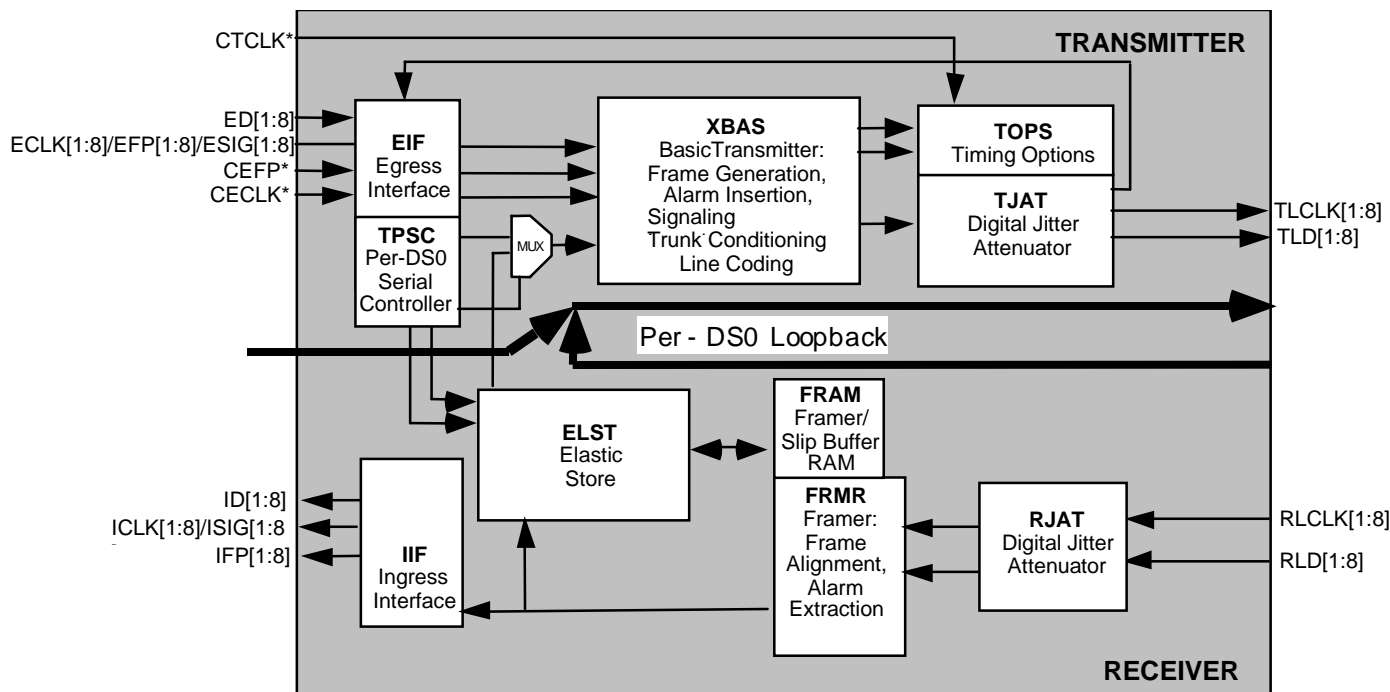 CTCLK*
TRANSMITTER
ED[1:8]
ECLK[1:8]/EFP[1:8]/ESIG[1:8]
CEFP*
CECLK*
EIF
Egress
Interface
TPSC
Per-DS0
Serial
Controller
MUX
XBAS
BasicTransmitter:
Frame Generation,
Alarm Insertion,
Signaling
Trunk Conditioning
Line Coding
TOPS
Timing Options
TJAT
Digital Jitter
Attenuator
TLCLK[1:8]
TLD[1:8]
Per - DS0 Loopback
ELST
Elastic
Store
FRAM
Framer/
Slip Buffer
RAM
FRMR
Framer:
Frame
Alignment,
Alarm
Extraction
RJAT
Digital Jitter
Attenuator
RLCLK[1:8]
RLD[1:8]
ID[1:8]
ICLK[1:8]/ISIG[1:8
IFP[1:8]
IIF
Ingress
Interface
RECEIVER